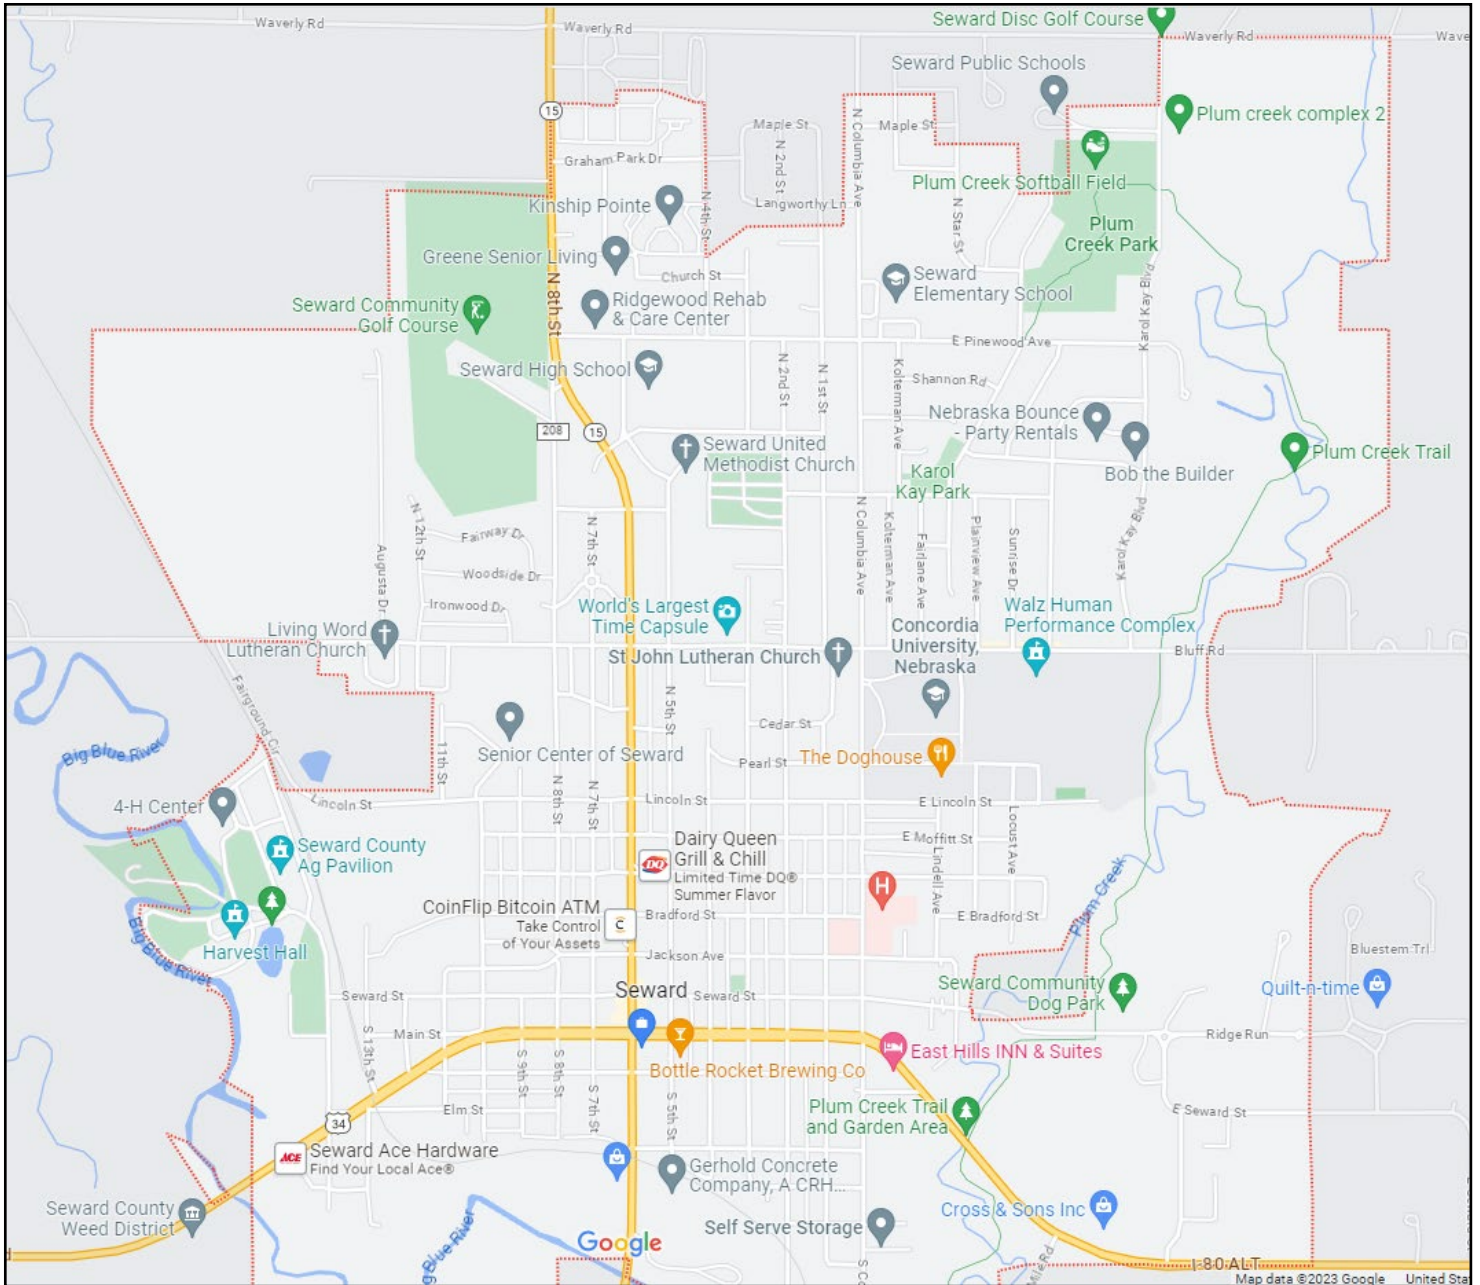 Waverly Rd
Waverly Rd
Seward Disc Golf Course
Waverly Rd
Wave
Seward Public Schools
15
Plum creek complex 2
Maple St
N Columbia Ave
Maple St
Graham Park Dr
N 2nd St
Plum Creek Softball Field
Kinship Pointe
N 4th St
Langworthy Ln
N Star St
Plum
Creek Park
Greene Senior Living
Church St
Seward
Elementary School
N 8th St
Ridgewood Rehab
& Care Center
Karol Kay Blvd
Seward Community
Golf Course
E Pinewood Ave
Seward High School
N 2nd St
N 1st St
Kolterman Ave
Shannon Rd
Nebraska Bounce
- Party Rentals
208
15
Seward United
Methodist Church
Plum Creek Trail
Karol
Kay Park
Bob the Builder
N 12th St
Fairway Dr
N 7th St
N Columbia Ave
Kolterman Ave
Fairlane Ave
Plainview Ave
Sunrise Dr
Karol Kay Blvd
Augusta Dr
Woodside Dr
Ironwood Dr
World's Largest
Time Capsule
Walz Human
Performance Complex
Living Word
Lutheran Church
Concordia
University,
Nebraska
St John Lutheran Church
Bluff Rd
Fairground Cir
N 5th St
Cedar St
Big Blue River
11th St
Senior Center of Seward
Pearl St
The Doghouse
4-H Center
Lincoln St
N 8th St
N 7th St
Lincoln St
E Lincoln St
Locust Ave
Seward County
Ag Pavilion
Dairy Queen
Grill & Chill
Limited Time DQ®
Summer Flavor
DQ
E Moffitt St
Lindell Ave
H
Plum Creek
CoinFlip Bitcoin ATM
Take Control
of Your Assets
C
Bradford St
E Bradford St
Harvest Hall
Big Blue River
Jackson Ave
Bluestem Trl
Seward Community
Dog Park
Quilt-n-time
Seward St
Seward
Seward St
Main St
Ridge Run
S 13th St
S 9th St
S 8th St
S 7th St
Bottle Rocket Brewing Co
East Hills INN & Suites
S 5th St
Elm St
Plum Creek Trail
and Garden Area
E Seward St
34
ACE
Seward Ace Hardware
Find Your Local Ace®
Gerhold Concrete
Company, A CRH...
Seward County
Weed District
Blue River
Self Serve Storage
Cross & Sons Inc
Google
S Co
Mile Rd
I-80 ALT
Map data ©2023 Google
United Sta